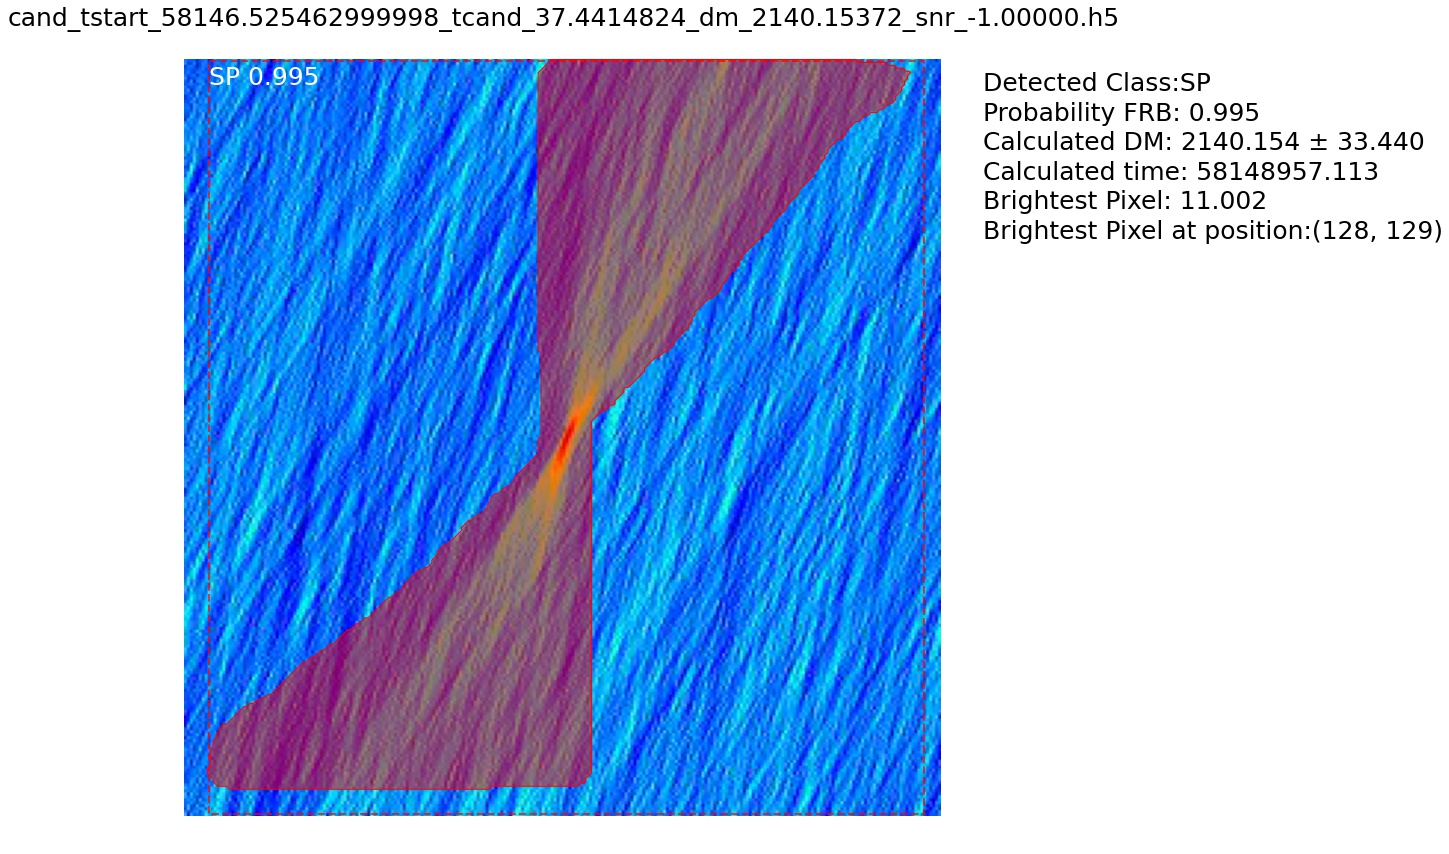 cand_tstart_58146.525462999998_tcand_37.4414824_dm_2140.15372_snr_-1.00000.h5
SP 0.995
Detected Class:SP
Probability FRB: 0.995
Calculated DM: 2140.154 ± 33.440
Calculated time: 58148957.113
Brightest Pixel: 11.002
Brightest Pixel at position:(128, 129)